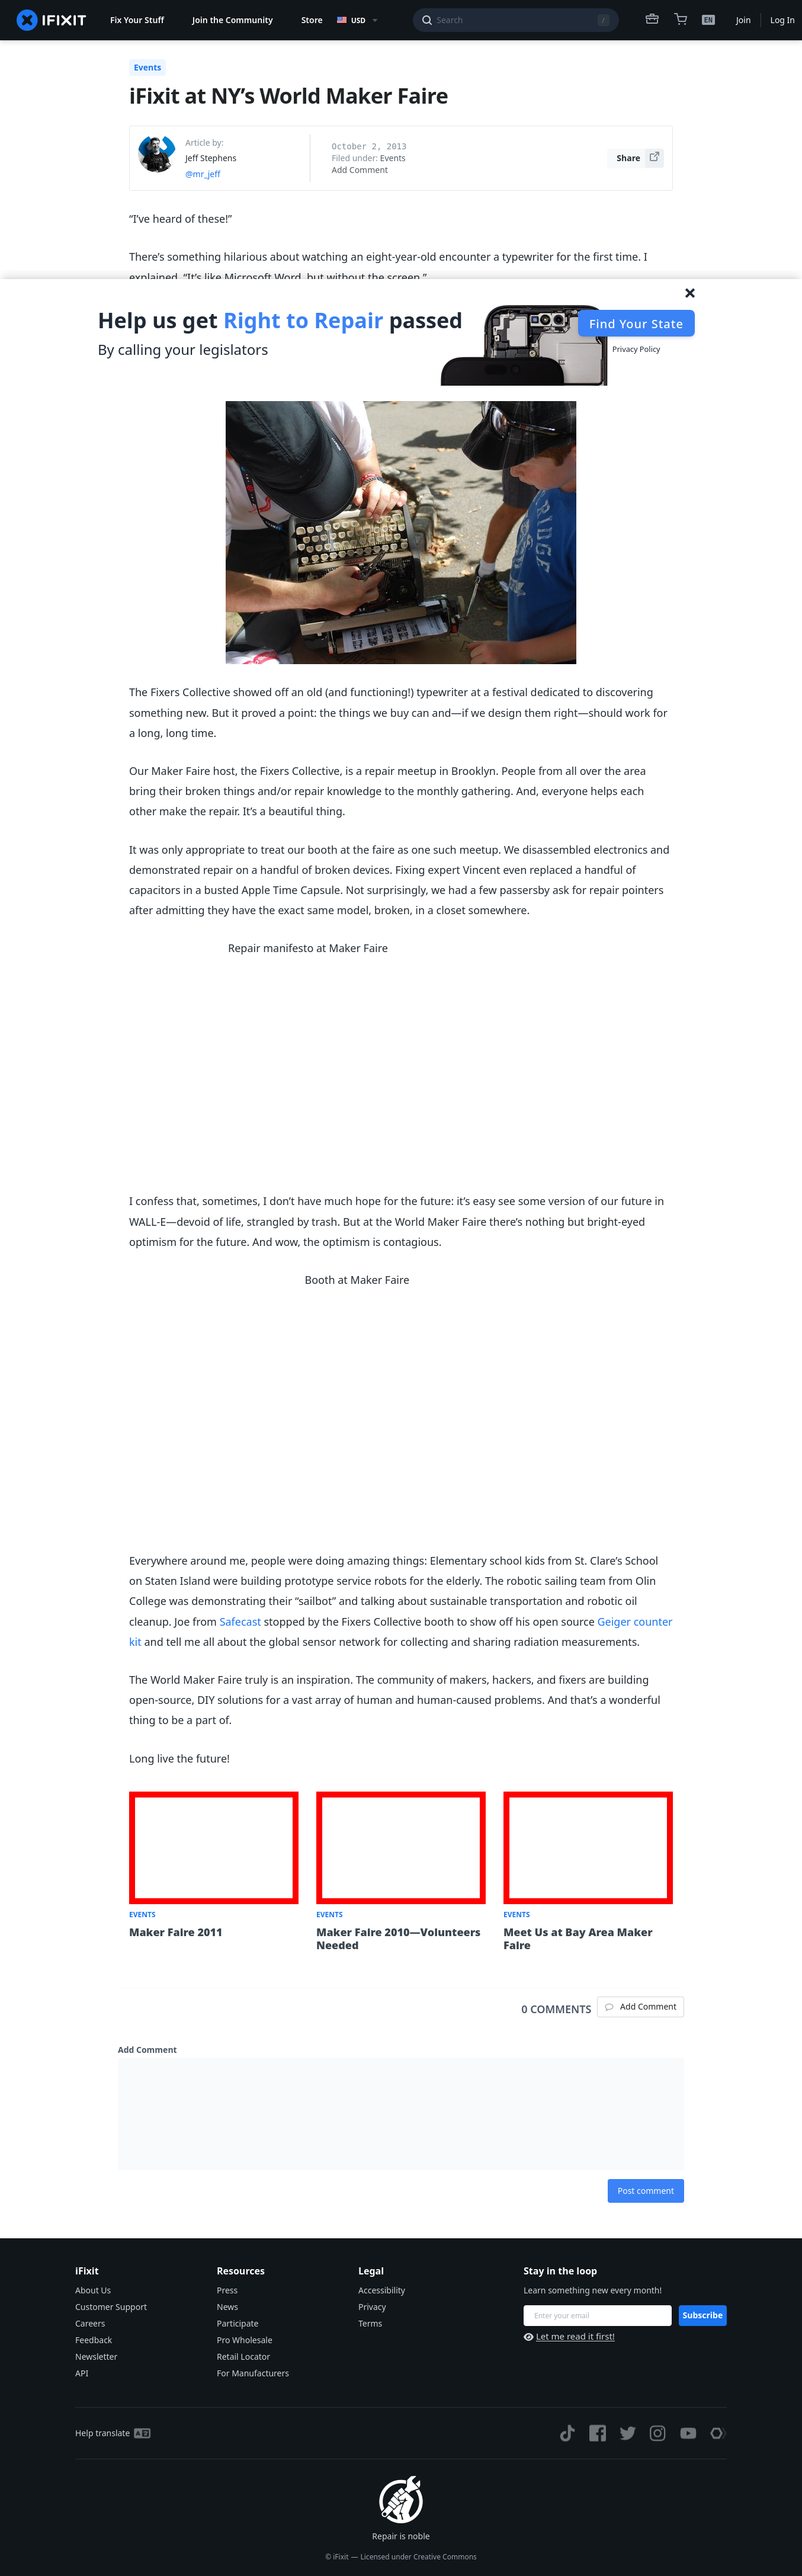 IFIXIT
Fix Your Stuff
Join the Community
Store
USD
Search
/
EN
Join
Log In
Events
iFixit at NY’s World Maker Faire
Article by:
Jeff Stephens
@mr_jeff
October 2, 2013
Filed under: Events
Add Comment
Share
“I’ve heard of these!”
There’s something hilarious about watching an eight-year-old encounter a typewriter for the first time. I
explained, “It’s like Microsoft Word, but without the screen.”
Help us get Right to Repair passed
By calling your legislators
Find Your State
Privacy Policy
RIDGE
The Fixers Collective showed off an old (and functioning!) typewriter at a festival dedicated to discovering
something new. But it proved a point: the things we buy can and—if we design them right—should work for
a long, long time.
Our Maker Faire host, the Fixers Collective, is a repair meetup in Brooklyn. People from all over the area
bring their broken things and/or repair knowledge to the monthly gathering. And, everyone helps each
other make the repair. It’s a beautiful thing.
It was only appropriate to treat our booth at the faire as one such meetup. We disassembled electronics and
demonstrated repair on a handful of broken devices. Fixing expert Vincent even replaced a handful of
capacitors in a busted Apple Time Capsule. Not surprisingly, we had a few passersby ask for repair pointers
after admitting they have the exact same model, broken, in a closet somewhere.
Repair manifesto at Maker Faire
I confess that, sometimes, I don’t have much hope for the future: it’s easy see some version of our future in
WALL-E—devoid of life, strangled by trash. But at the World Maker Faire there’s nothing but bright-eyed
optimism for the future. And wow, the optimism is contagious.
Booth at Maker Faire
Everywhere around me, people were doing amazing things: Elementary school kids from St. Clare’s School
on Staten Island were building prototype service robots for the elderly. The robotic sailing team from Olin
College was demonstrating their “sailbot” and talking about sustainable transportation and robotic oil
cleanup. Joe from Safecast stopped by the Fixers Collective booth to show off his open source Geiger counter
kit and tell me all about the global sensor network for collecting and sharing radiation measurements.
The World Maker Faire truly is an inspiration. The community of makers, hackers, and fixers are building
open-source, DIY solutions for a vast array of human and human-caused problems. And that’s a wonderful
thing to be a part of.
Long live the future!
EVENTS
Maker Faire 2011
EVENTS
Maker Faire 2010—Volunteers
Needed
EVENTS
Meet Us at Bay Area Maker
Faire
0 COMMENTS
Add Comment
Add Comment
Post comment
iFixit
About Us
Customer Support
Careers
Feedback
Newsletter
API
Resources
Press
News
Participate
Pro Wholesale
Retail Locator
For Manufacturers
Legal
Accessibility
Privacy
Terms
Stay in the loop
Learn something new every month!
Enter your email
Subscribe
Let me read it first!
Help translate
Repair is noble
© iFixit — Licensed under Creative Commons